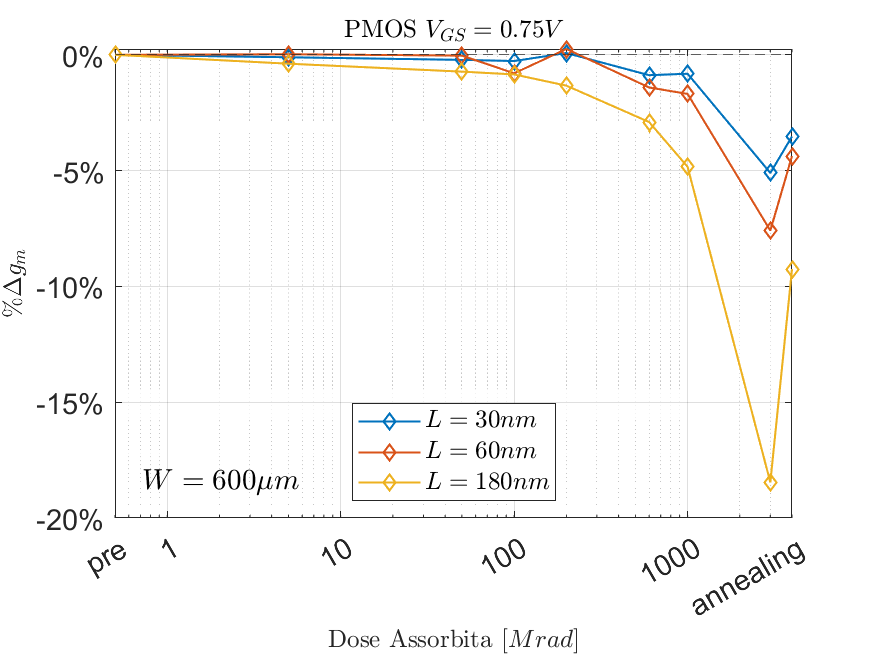 PMOS V_GS = 0.75V
0%
-5%
-10%
-15%
-20%
%Δg_m
L = 30nm
L = 60nm
L = 180nm
W = 600μm
pre 1 10 100 1000 annealing
Dose Assorbita [Mrad]